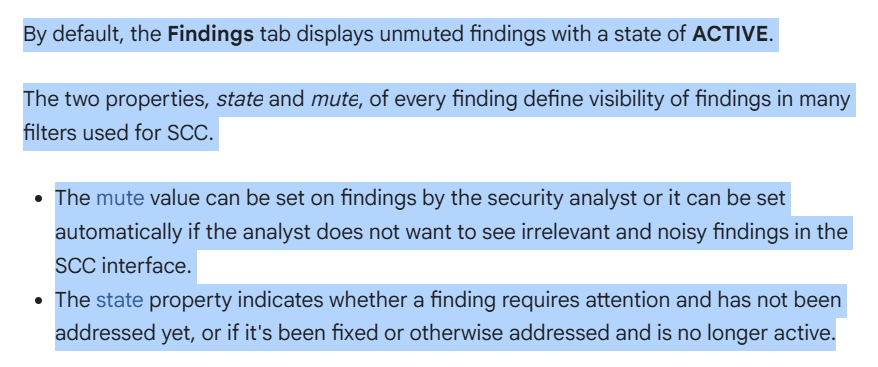 By default, the Findings tab displays unmuted findings with a state of ACTIVE.
The two properties, state and mute, of every finding define visibility of findings in many
filters used for SCC.
• The mute value can be set on findings by the security analyst or it can be set
automatically if the analyst does not want to see irrelevant and noisy findings in the
SCC interface.
• The state property indicates whether a finding requires attention and has not been
addressed yet, or if it's been fixed or otherwise addressed and is no longer active.